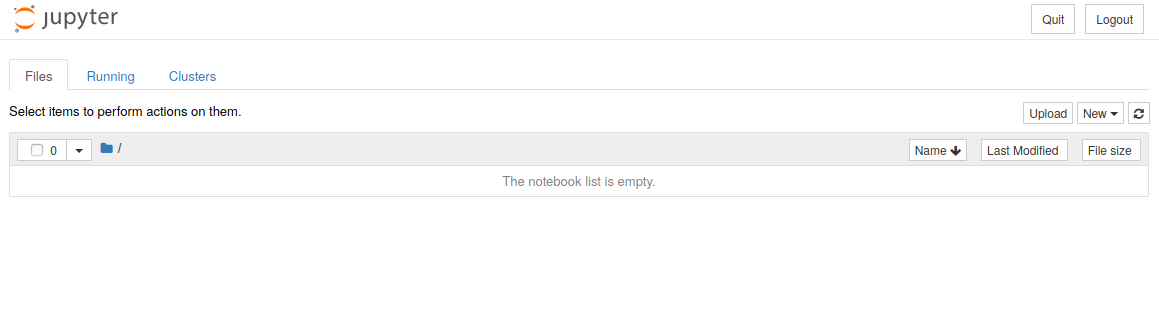 jupyter
Quit Logout
Files Running Clusters
Select items to perform actions on them.
Upload New
0 / Name Last Modified File size
The notebook list is empty.